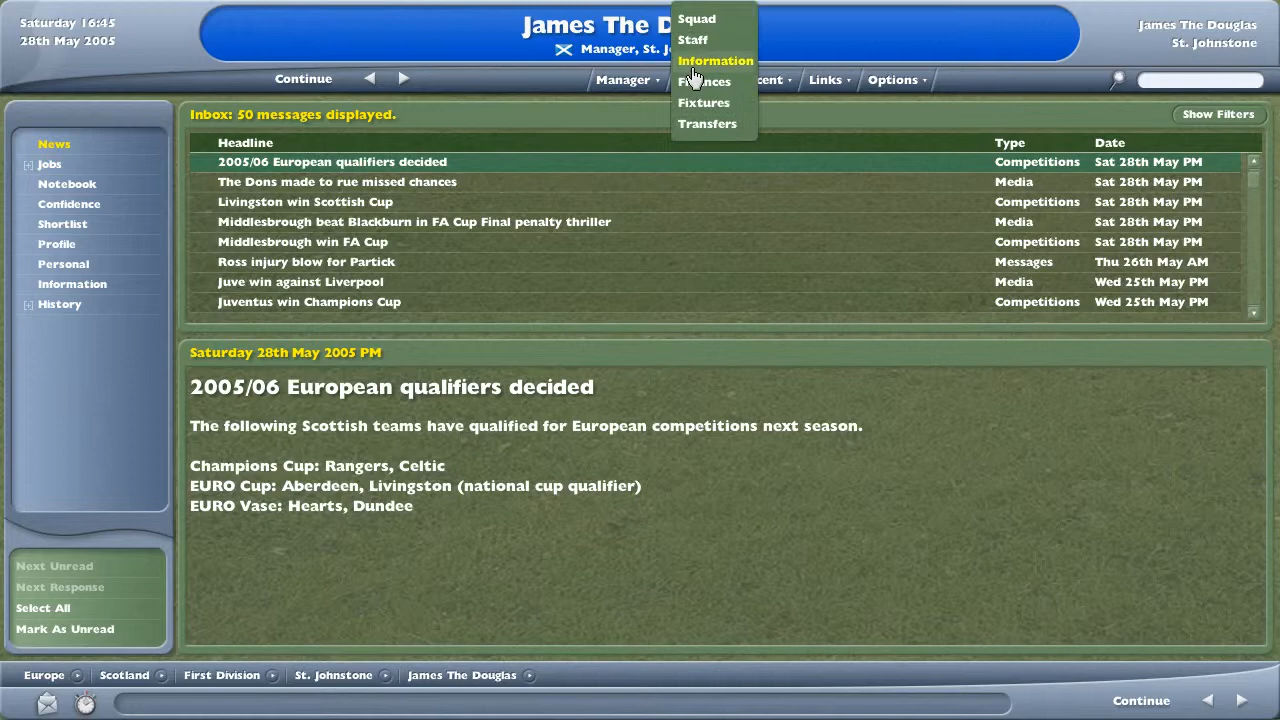 Saturday 16:45
28th May 2005
James The D
Manager, St. J
James The Douglas
St. Johnstone
Squad
Staff
Information
Finances
Fixtures
Transfers
Continue
Manager
cent
Links
Options
News
Jobs
Notebook
Confidence
Shortlist
Profile
Personal
Information
History
Next Unread
Next Response
Select All
Mark As Unread
Inbox: 50 messages displayed.
Show Filters
Headline Type Date
2005/06 European qualifiers decided Competitions Sat 28th May PM
The Dons made to rue missed chances Media Sat 28th May PM
Livingston win Scottish Cup Competitions Sat 28th May PM
Middlesbrough beat Blackburn in FA Cup Final penalty thriller Media Sat 28th May PM
Middlesbrough win FA Cup Competitions Sat 28th May PM
Ross injury blow for Partick Messages Thu 26th May AM
Juve win against Liverpool Media Wed 25th May PM
Juventus win Champions Cup Competitions Wed 25th May PM
Saturday 28th May 2005 PM
2005/06 European qualifiers decided
The following Scottish teams have qualified for European competitions next season.
Champions Cup: Rangers, Celtic
EURO Cup: Aberdeen, Livingston (national cup qualifier)
EURO Vase: Hearts, Dundee
Europe Scotland First Division St. Johnstone James The Douglas
Continue